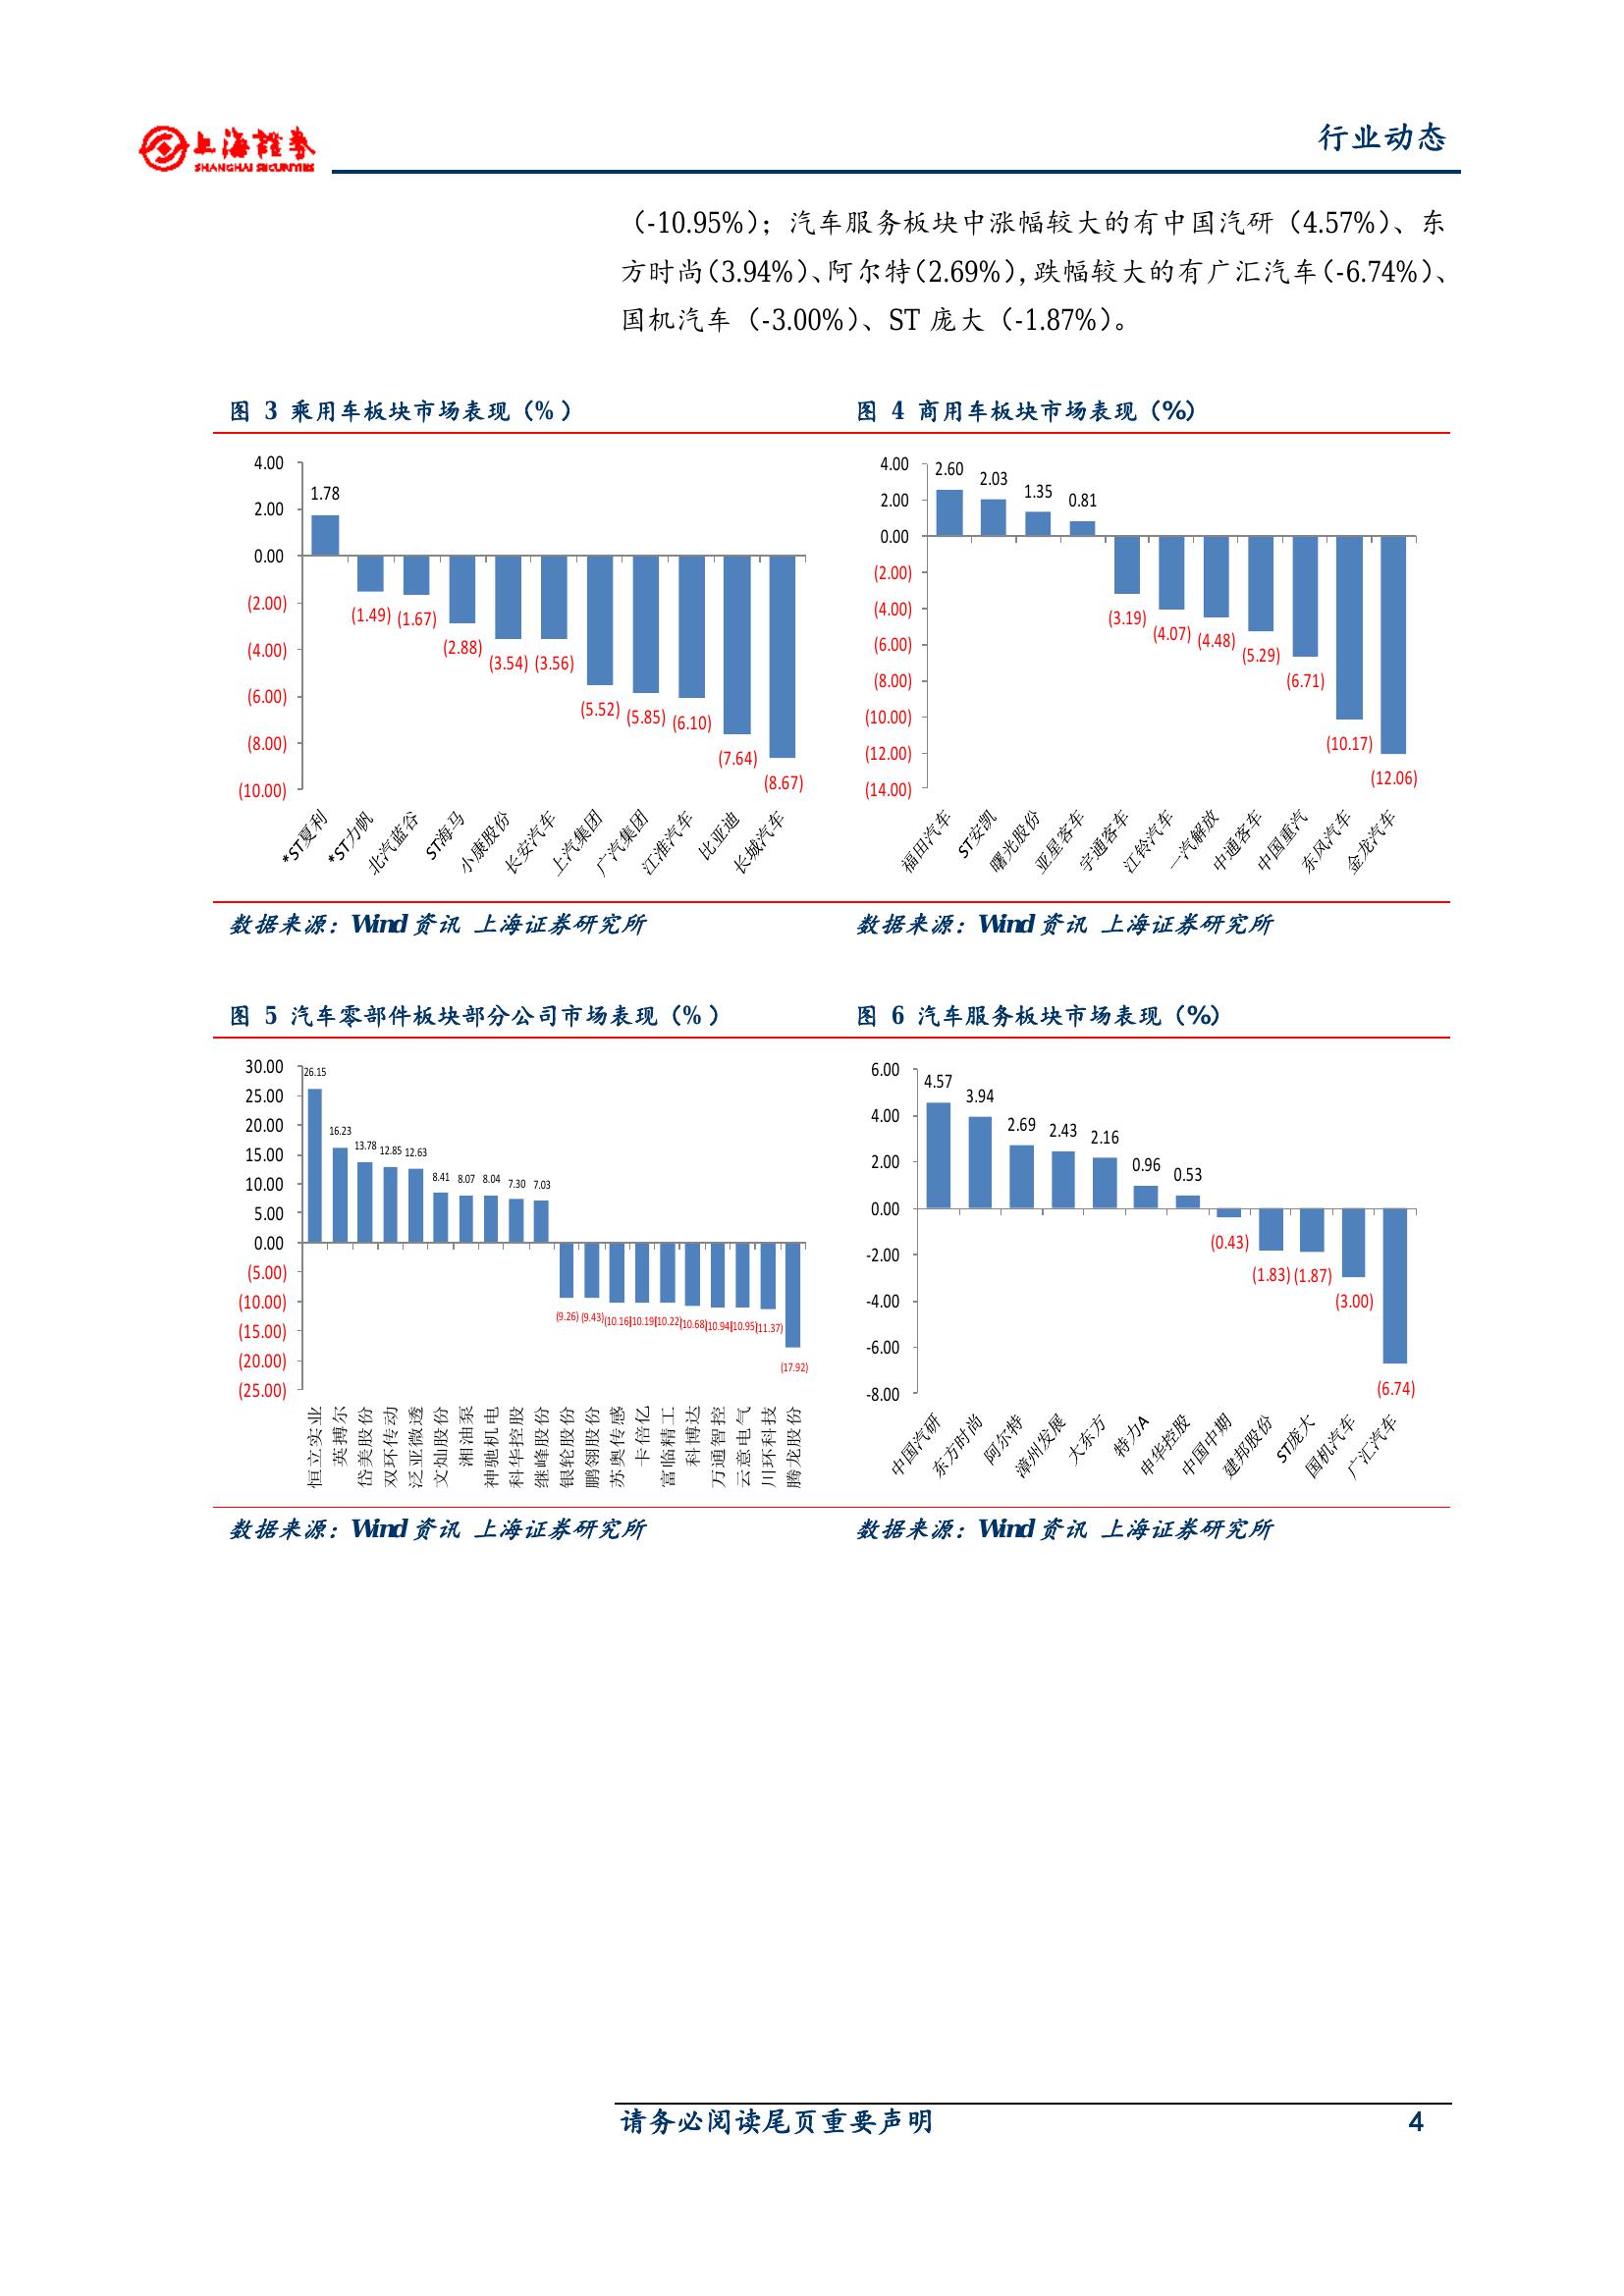 上海證券
SHANGHAI SECURITIES
行业动态
（-10.95%）；汽车服务板块中涨幅较大的有中国汽研（4.57%）、东
方时尚（3.94%）、阿尔特（2.69%），跌幅较大的有广汇汽车（-6.74%）、
国机汽车（-3.00%）、ST 庞大（-1.87%）。
图 3 乘用车板块市场表现（%）
4.00
2.00
0.00
(2.00)
(4.00)
(6.00)
(8.00)
(10.00)
1.78
(1.49)
(1.67)
(2.88)
(3.54)
(3.56)
(5.52)
(5.85)
(6.10)
(7.64)
(8.67)
*ST夏利
*ST力帆
北汽蓝谷
ST海马
小康股份
长安汽车
上汽集团
广汽集团
江淮汽车
比亚迪
长城汽车
数据来源：Wind 资讯 上海证券研究所
图 4 商用车板块市场表现（%）
4.00
2.00
0.00
(2.00)
(4.00)
(6.00)
(8.00)
(10.00)
(12.00)
(14.00)
2.60
2.03
1.35
0.81
(3.19)
(4.07)
(4.48)
(5.29)
(6.71)
(10.17)
(12.06)
福田汽车
ST安凯
曙光股份
亚星客车
宇通客车
江铃汽车
一汽解放
中通客车
中国重汽
东风汽车
金龙汽车
数据来源：Wind 资讯 上海证券研究所
图 5 汽车零部件板块部分公司市场表现（%）
30.00
25.00
20.00
15.00
10.00
5.00
0.00
(5.00)
(10.00)
(15.00)
(20.00)
(25.00)
26.15
16.23
13.78
12.85
12.63
8.41
8.07
8.04
7.30
7.03
(9.26)
(9.43)
(10.16)
(10.19)
(10.22)
(10.68)
(10.94)
(10.95)
(11.37)
(17.92)
恒立实业
英搏尔
岱美股份
双环传动
泛亚微透
文灿股份
湘油泵
神驰机电
科华控股
继峰股份
银轮股份
鹏翎股份
苏奥传感
卡倍亿
富临精工
科博达
万通智控
云意电气
川环科技
腾龙股份
数据来源：Wind 资讯 上海证券研究所
图 6 汽车服务板块市场表现（%）
6.00
4.00
2.00
0.00
-2.00
-4.00
-6.00
-8.00
4.57
3.94
2.69
2.43
2.16
0.96
0.53
(0.43)
(1.83)
(1.87)
(3.00)
(6.74)
中国汽研
东方时尚
阿尔特
漳州发展
大东方
特力A
申华控股
中国中期
建邦股份
ST庞大
国机汽车
广汇汽车
数据来源：Wind 资讯 上海证券研究所
请务必阅读尾页重要声明
4